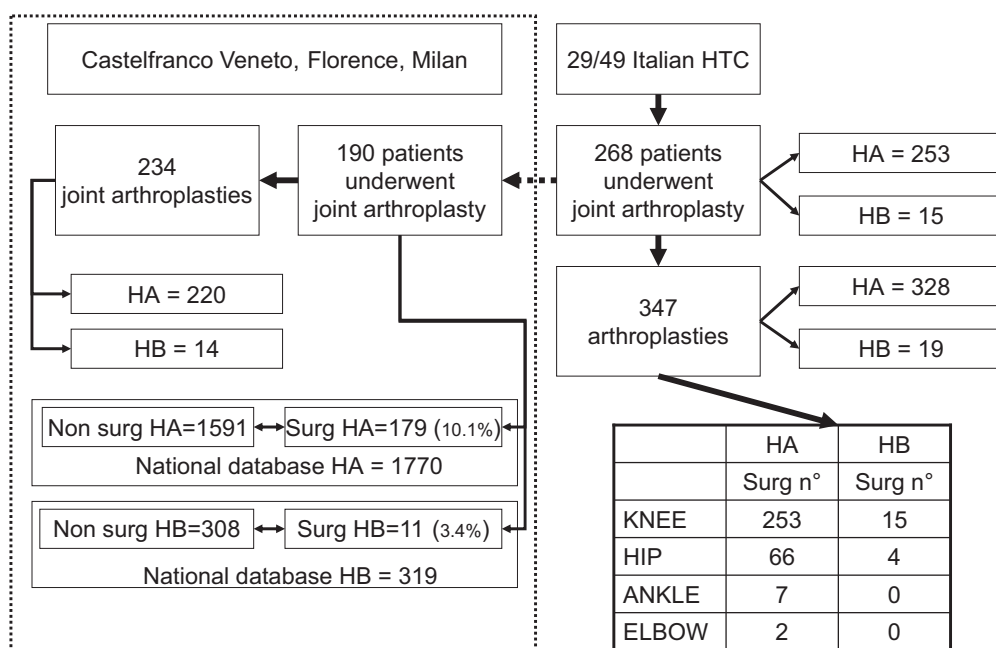 Castelfranco Veneto, Florence, Milan
29/49 Italian HTC
234
joint arthroplasties
190 patients
underwent
joint arthroplasty
268 patients
underwent
joint arthroplasty
HA = 253
HB = 15
HA = 220
HB = 14
347
arthroplasties
HA = 328
HB = 19
Non surg HA=1591
Surg HA=179 (10.1%)
National database HA = 1770
Non surg HB=308
Surg HB=11 (3.4%)
National database HB = 319
HA HB
Surg n° Surg n°
KNEE 253 15
HIP 66 4
ANKLE 7 0
ELBOW 2 0